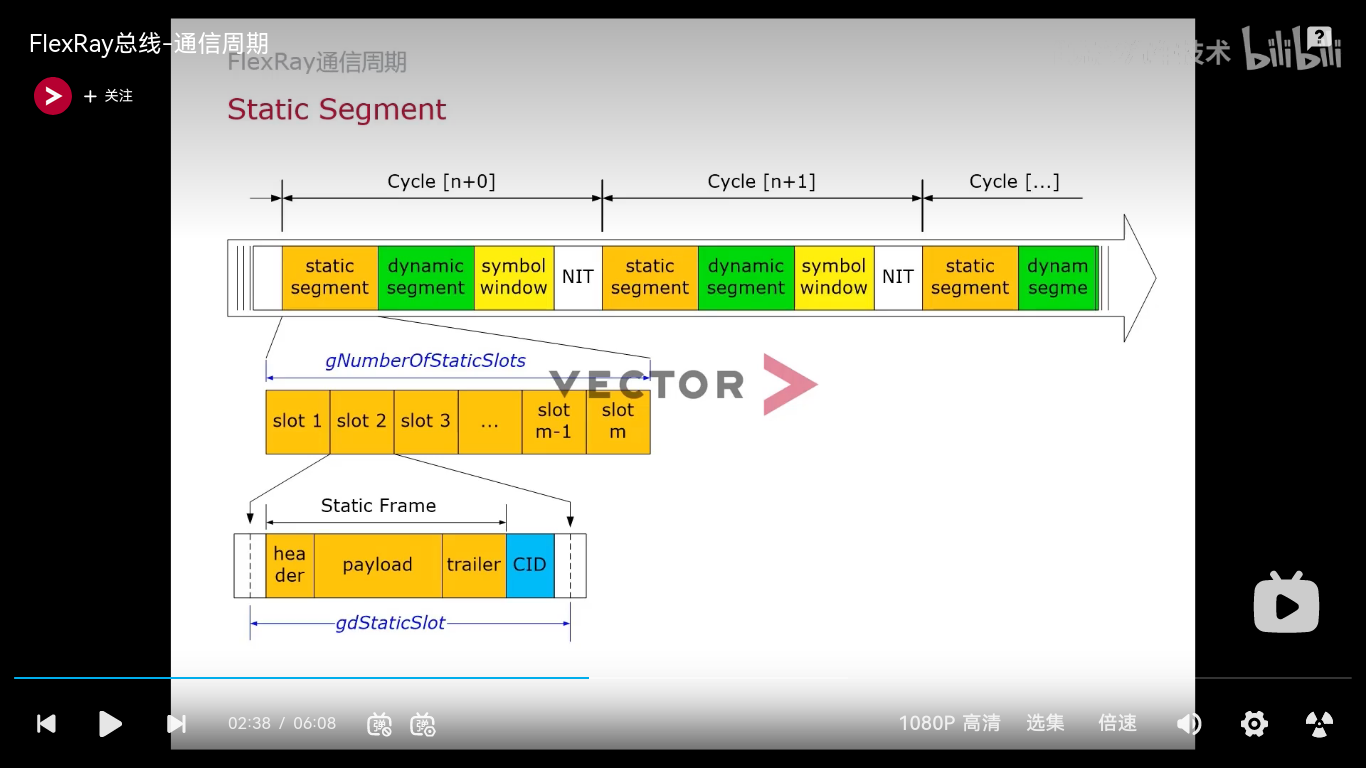 FlexRay总线-通信周期
FlexRay通信周期
技术 bilibili
+ 关注
Static Segment
Cycle [n+0] Cycle [n+1] Cycle [...]
static segment dynamic segment symbol window NIT static segment dynamic segment symbol window NIT static segment dynam segme
gNumberOfStaticSlots
VECTOR
slot 1 slot 2 slot 3 ... slot m-1 slot m
Static Frame
hea der payload trailer CID
gdStaticSlot
02:38 / 06:08 弹 弹 1080P 高清 选集 倍速